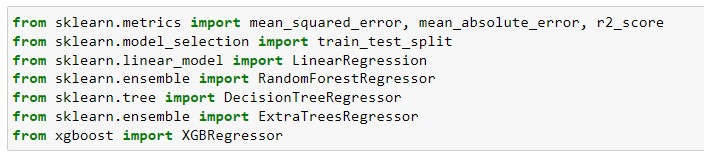 from sklearn.metrics import mean_squared_error, mean_absolute_error, r2_score
from sklearn.model_selection import train_test_split
from sklearn.linear_model import LinearRegression
from sklearn.ensemble import RandomForestRegressor
from sklearn.tree import DecisionTreeRegressor
from sklearn.ensemble import ExtraTreesRegressor
from xgboost import XGBRegressor